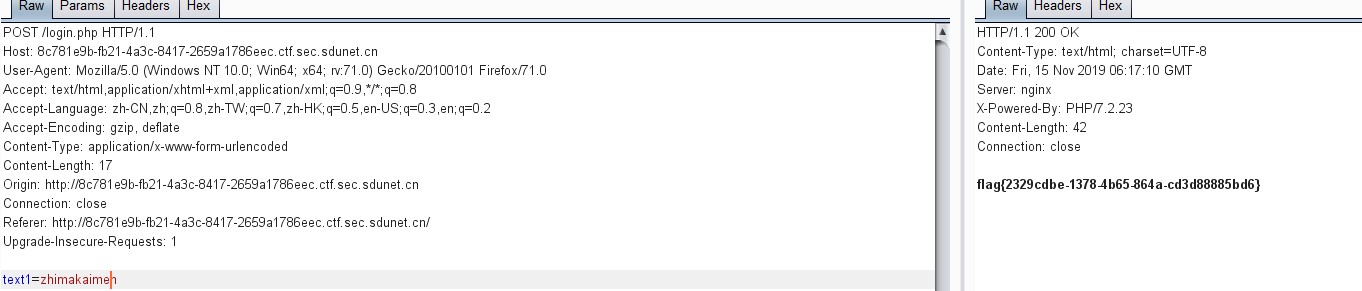 Raw Params Headers Hex
POST /login.php HTTP/1.1
Host: 8c781e9b-fb21-4a3c-8417-2659a1786eec.ctf.sec.sdunet.cn
User-Agent: Mozilla/5.0 (Windows NT 10.0; Win64; x64; rv:71.0) Gecko/20100101 Firefox/71.0
Accept: text/html,application/xhtml+xml,application/xml;q=0.9,*/*;q=0.8
Accept-Language: zh-CN,zh;q=0.8,zh-TW;q=0.7,zh-HK;q=0.5,en-US;q=0.3,en;q=0.2
Accept-Encoding: gzip, deflate
Content-Type: application/x-www-form-urlencoded
Content-Length: 17
Origin: http://8c781e9b-fb21-4a3c-8417-2659a1786eec.ctf.sec.sdunet.cn
Connection: close
Referer: http://8c781e9b-fb21-4a3c-8417-2659a1786eec.ctf.sec.sdunet.cn/
Upgrade-Insecure-Requests: 1
text1=zhimakaimen
Raw Headers Hex
HTTP/1.1 200 OK
Content-Type: text/html; charset=UTF-8
Date: Fri, 15 Nov 2019 06:17:10 GMT
Server: nginx
X-Powered-By: PHP/7.2.23
Content-Length: 42
Connection: close
flag{2329cdbe-1378-4b65-864a-cd3d88885bd6}